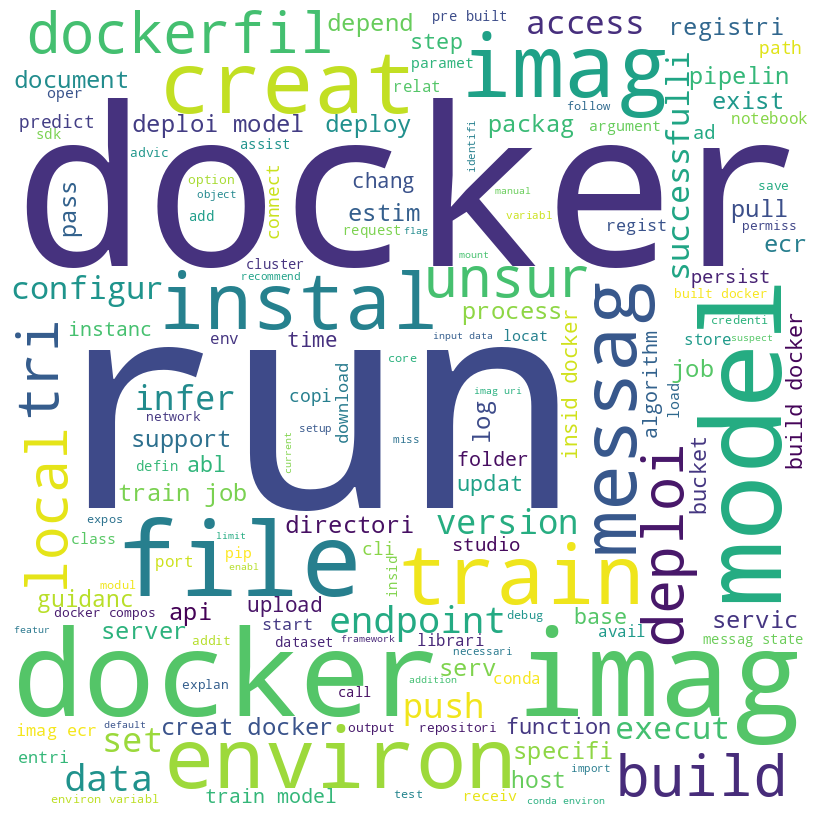 pre built
dockerfil
depend
step
access
registri
creat
imag
document
paramet
path
oper
relat
pipelin
predict
deploi model
deploy
packag
exist
follow
sdk
assist
argument
ad
notebook
docker
advic
identifi
successfulli
option
connect
chang
manual
save
object
pass
estim
variabl
pull
add
request
flag
regist
permiss
mount
ecr
cluster
recommend
unsur
persist
configur
instal
built docker
process
messag
model
credenti
instanc
env
time
input data
locat
insid docker
store
suspect
algorithm
build docker
tri
run
core
job
infer
copi
download
imag uri
load
network
setup
log
miss
support
local
defin
abl
current
folder
bucket
train job
updat
deploi
expos
directori
version
file
class
limit
cli
studio
port
pip
enabl
train
insid
modul
guidanc
docker compos
api
upload
endpoint
debug
base
servic
start
server
featur
addit
dataset
framework
librari
necessari
avail
messag state
docker imag
serv
explan
call
addition
conda
push
imag ecr
default
creat docker
output
repositori
function
execut
set
entri
environ
specifi
data
host
import
build
environ variabl
train model
test
receiv
conda environ